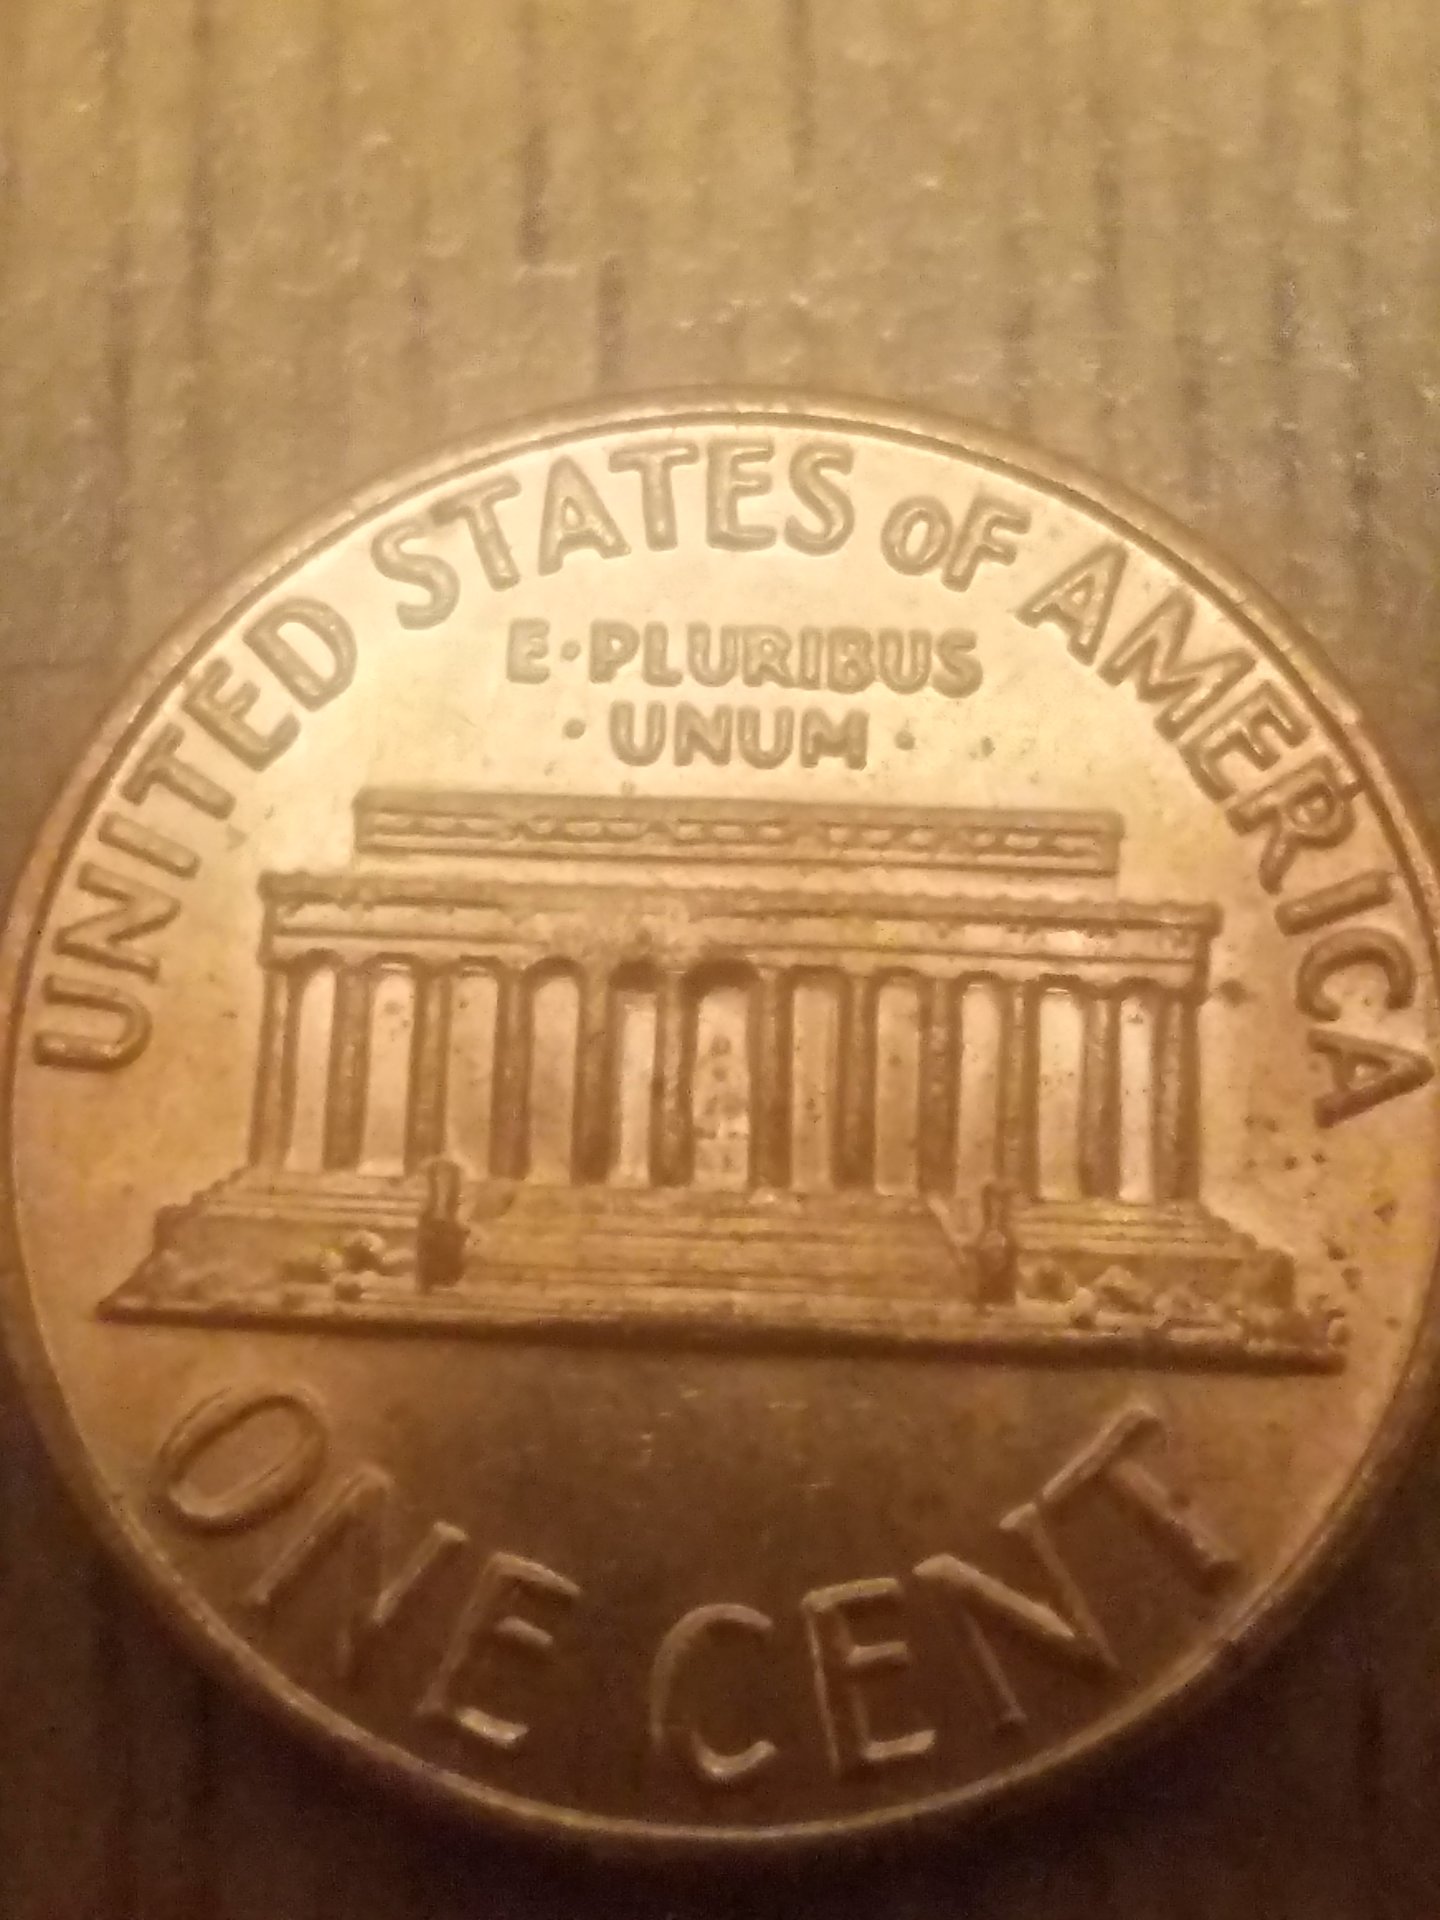 UNITED STATES OF AMERICA
E·PLURIBUS
·UNUM·
ONE CENT